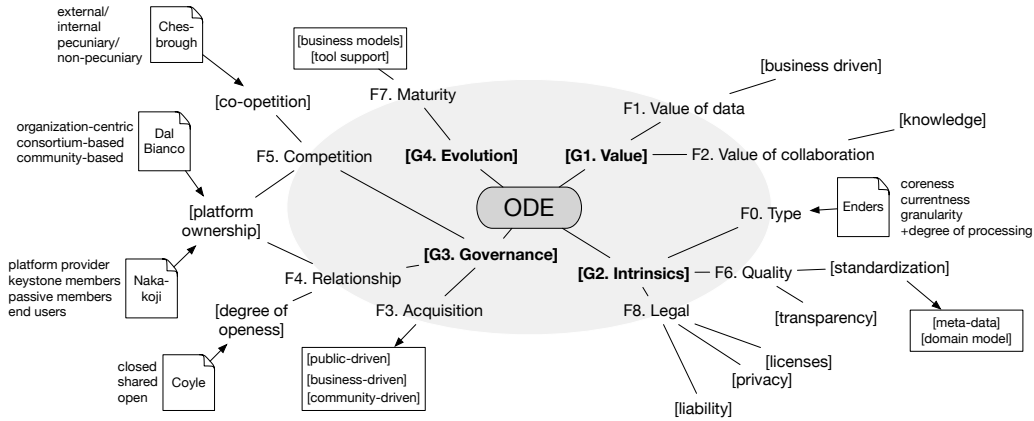 external/
internal
pecuniary/
non-pecuniary
Ches-
brough
[co-opetition]
[business models]
[tool support]
F7. Maturity
[business driven]
F1. Value of data
[knowledge]
F2. Value of collaboration
organization-centric
consortium-based
community-based
Dal
Bianco
F5. Competition
[G4. Evolution]
[G1. Value]
ODE
[platform
ownership]
F0. Type
Enders
coreness
currentness
granularity
+degree of processing
platform provider
keystone members
passive members
end users
Naka-
koji
F4. Relationship
[G3. Governance]
[G2. Intrinsics]
F6. Quality
[standardization]
[degree of
openess]
F3. Acquisition
F8. Legal
[transparency]
[meta-data]
[domain model]
closed
shared
open
Coyle
[public-driven]
[business-driven]
[community-driven]
[licenses]
[privacy]
[liability]